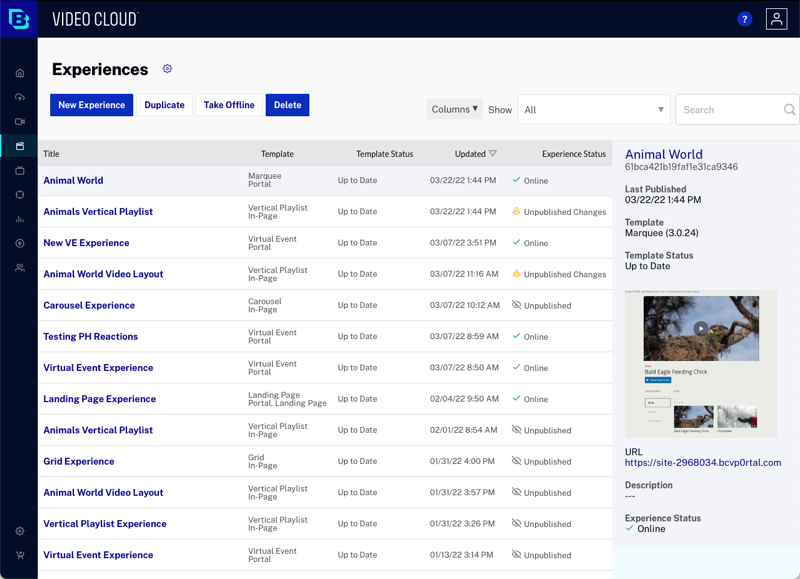 VIDEO CLOUD
?
Experiences
New Experience Duplicate Take Offline Delete
Columns ▼ Show All ▼ Search
Title Template Template Status Updated Experience Status
Animal World Marquee Portal Up to Date 03/22/22 1:44 PM Online
Animals Vertical Playlist Vertical Playlist In-Page Up to Date 03/22/22 1:44 PM Unpublished Changes
New VE Experience Virtual Event Portal Up to Date 03/07/22 3:51 PM Online
Animal World Video Layout Vertical Playlist In-Page Up to Date 03/07/22 11:16 AM Unpublished Changes
Carousel Experience Carousel In-Page Up to Date 03/07/22 10:12 AM Unpublished
Testing PH Reactions Virtual Event Portal Up to Date 03/07/22 8:59 AM Online
Virtual Event Experience Virtual Event Portal Up to Date 03/07/22 8:50 AM Online
Landing Page Experience Landing Page Portal, Landing Page Up to Date 02/04/22 9:50 AM Online
Animals Vertical Playlist Vertical Playlist In-Page Up to Date 02/01/22 8:54 AM Unpublished
Grid Experience Grid In-Page Up to Date 01/31/22 4:00 PM Unpublished
Animal World Video Layout Vertical Playlist In-Page Up to Date 01/31/22 3:57 PM Unpublished
Vertical Playlist Experience Vertical Playlist In-Page Up to Date 01/31/22 3:26 PM Unpublished
Virtual Event Experience Virtual Event Portal Up to Date 01/13/22 3:14 PM Unpublished
Animal World
61bca421b19faf1e31ca9346
Last Published
03/22/22 1:44 PM
Template
Marquee (3.0.24)
Template Status
Up to Date
Bald Eagle Feeding Chick
URL
https://site-2968034.bcvp0rtal.com
Description
---
Experience Status
Online